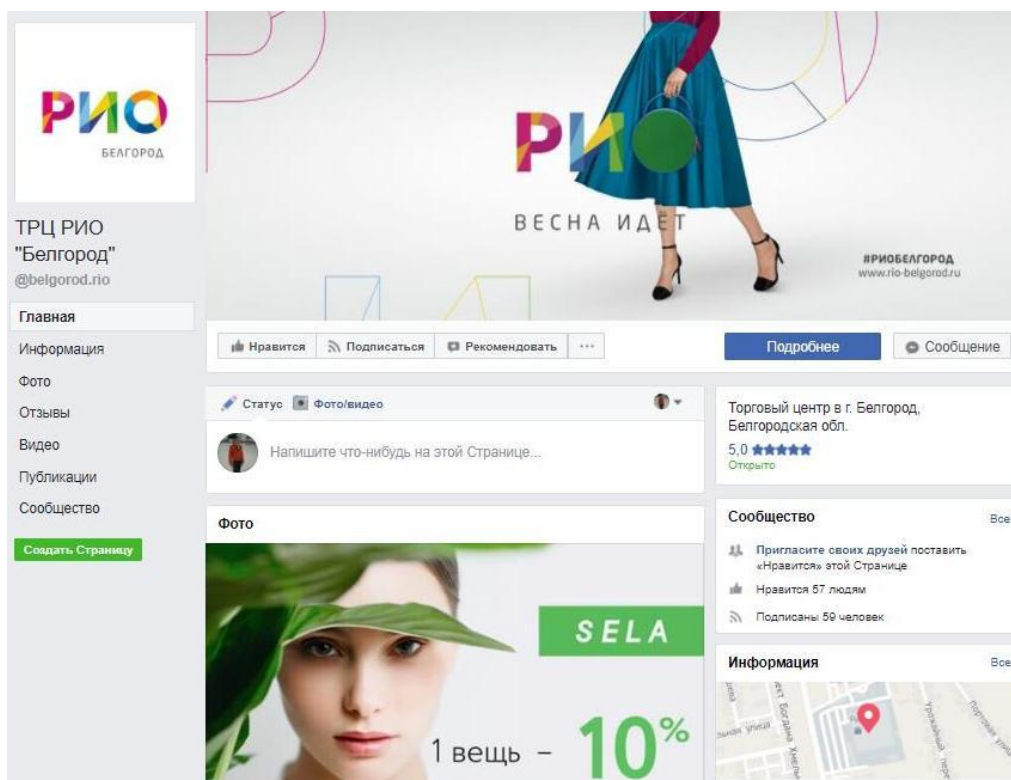 РИО
БЕЛГОРОД
ТРЦ РИО
"Белгород"
@belgorod.rio
Главная
Информация
Фото
Отзывы
Видео
Публикации
Сообщество
Создать Страницу
РИО
ВЕСНА ИДЁТ
#РИОБЕЛГОРОД
www.rio-belgorod.ru
Нравится
Подписаться
Рекомендовать
...
Подробнее
Сообщение
Статус
Фото/видео
Напишите что-нибудь на этой Странице...
Фото
SELA
1 вещь – 10%
Торговый центр в г. Белгород,
Белгородская обл.
5,0
Открыто
Сообщество
Все
Пригласите своих друзей поставить
«Нравится» этой Странице
Нравится 57 людям
Подписаны 59 человек
Информация
Все
Богдана